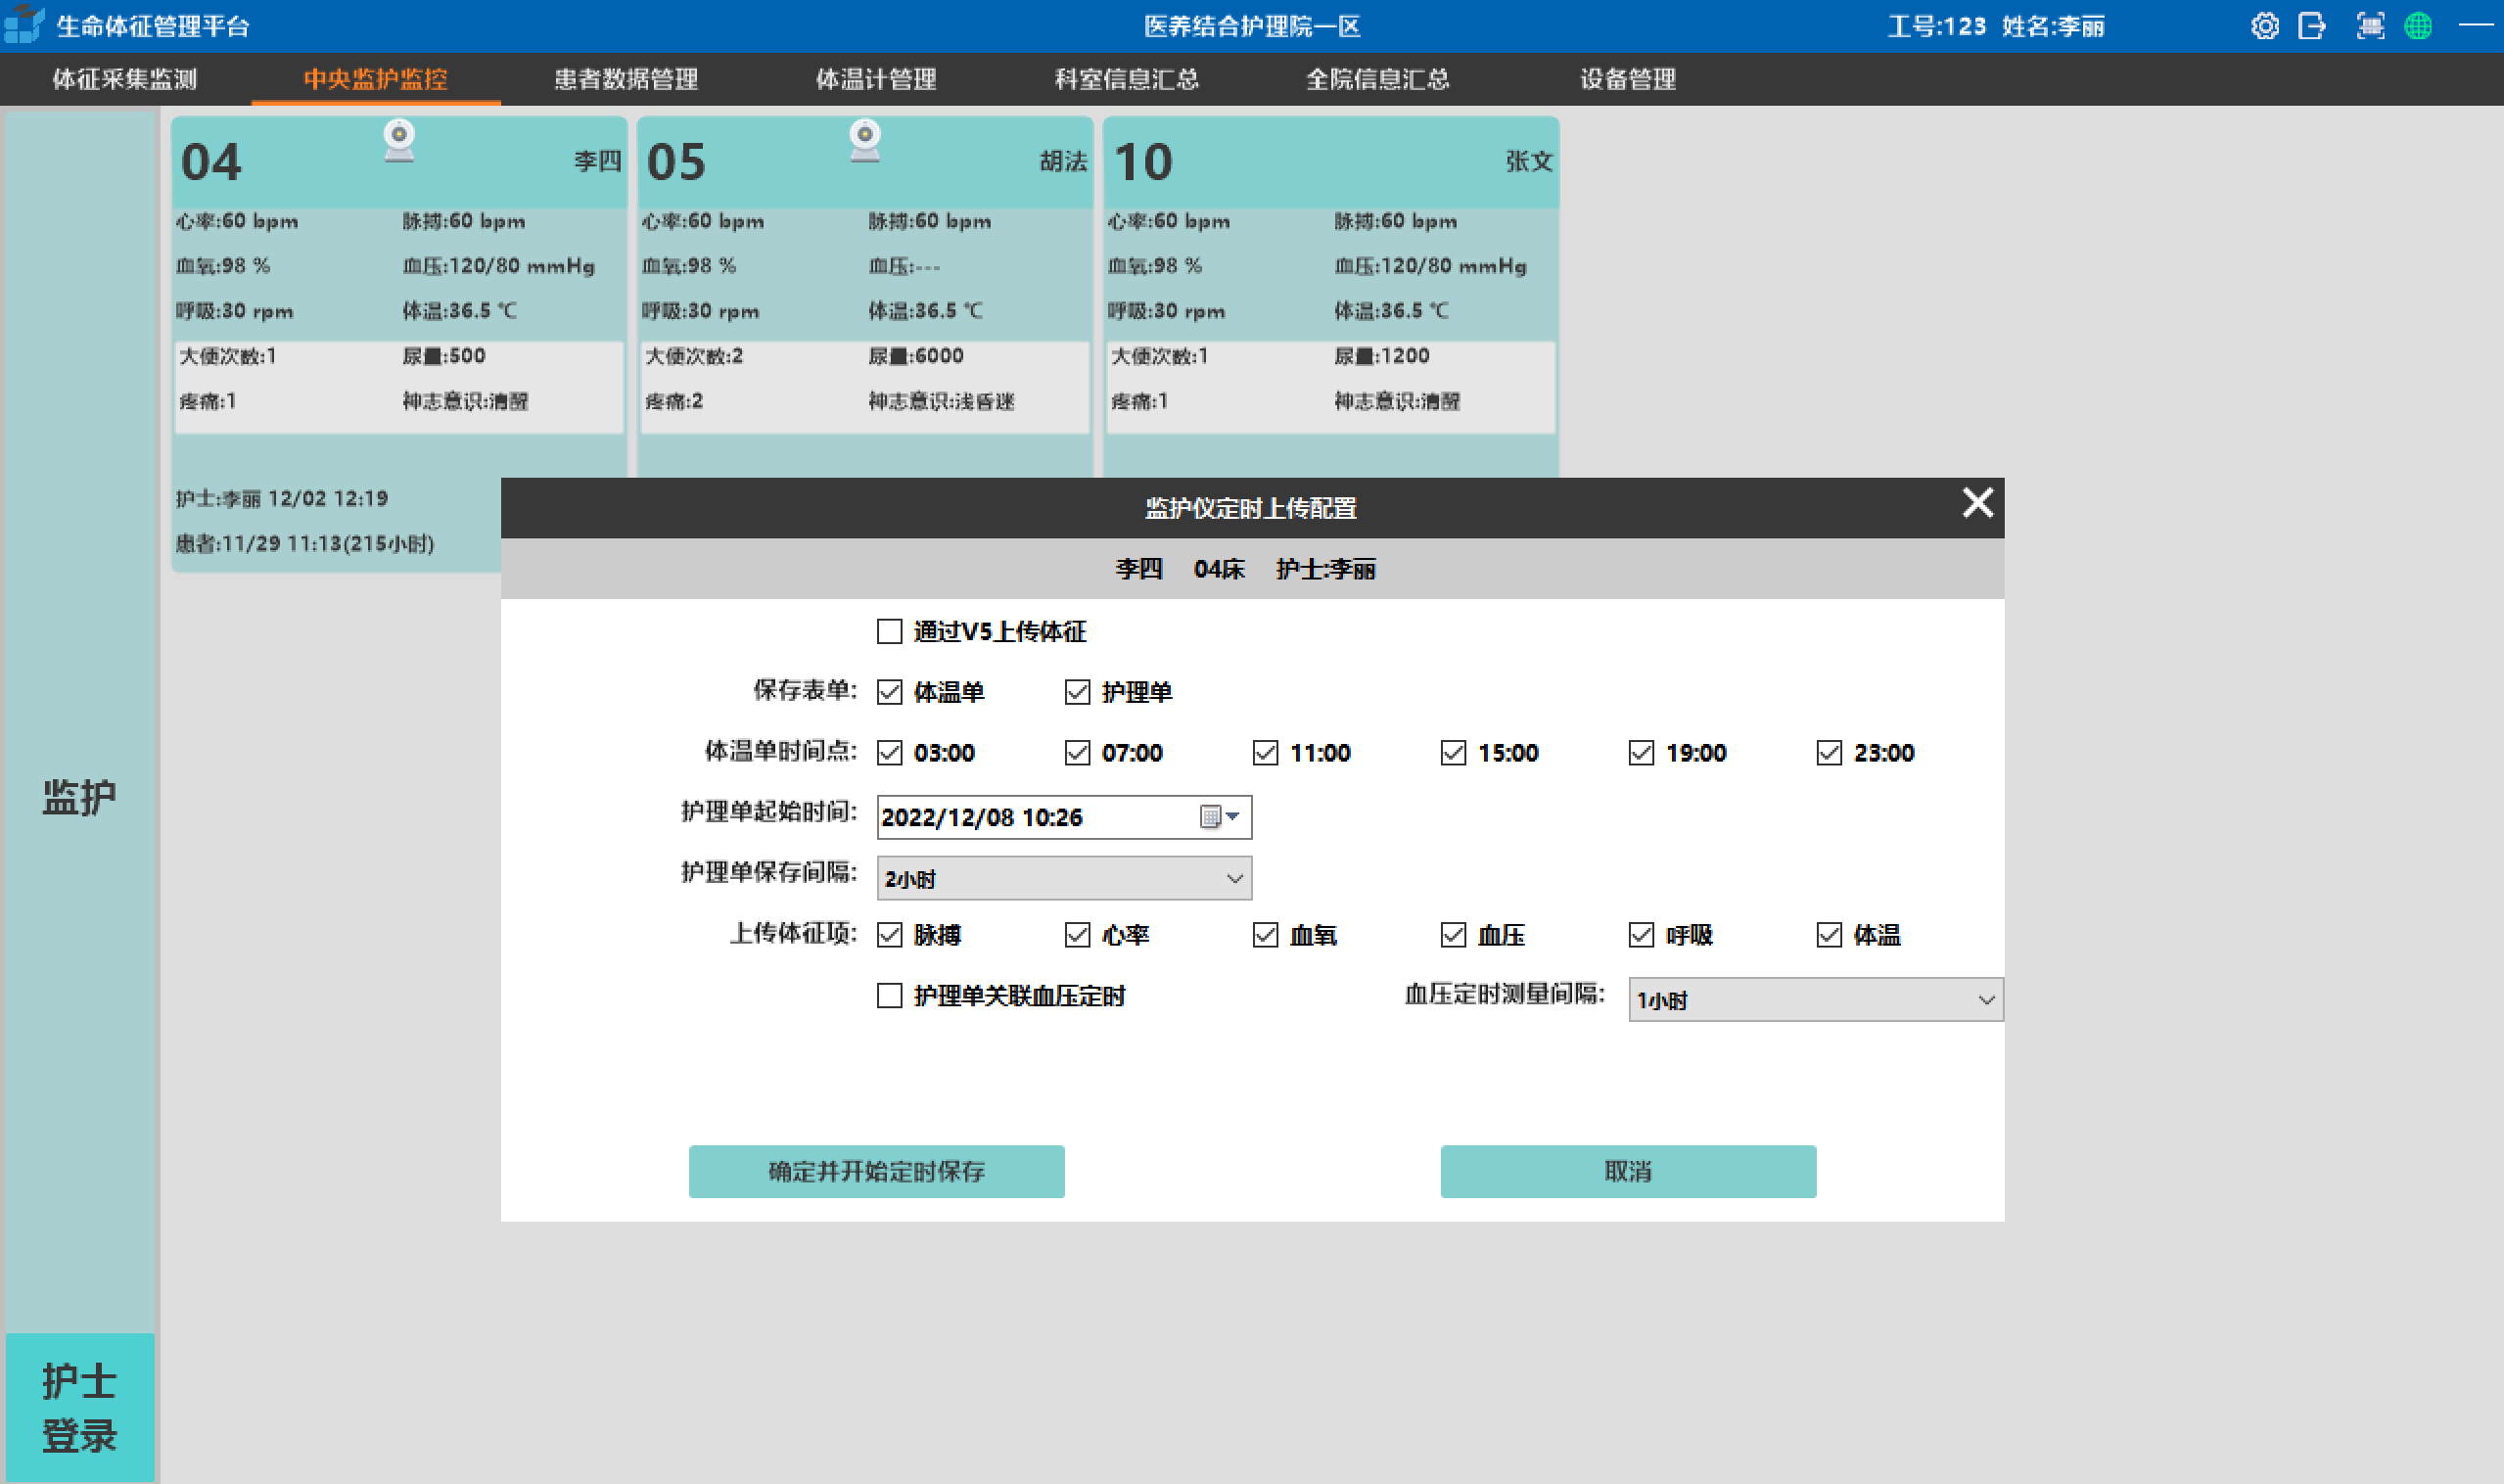 生命体征管理平台 医养结合护理院一区 工号:123 姓名:李丽
体征采集监测 中央监护监控 患者数据管理 体温计管理 科室信息汇总 全院信息汇总 设备管理
04 李四
心率:60 bpm 脉搏:60 bpm
血氧:98 % 血压:120/80 mmHg
呼吸:30 rpm 体温:36.5 ℃
大便次数:1 尿量:500
疼痛:1 神志意识:清醒
护士:李丽 12/02 12:19
患者:11/29 11:13(215小时)
05 胡法
心率:60 bpm 脉搏:60 bpm
血氧:98 % 血压:---
呼吸:30 rpm 体温:36.5 ℃
大便次数:2 尿量:6000
疼痛:2 神志意识:浅昏迷
10 张文
心率:60 bpm 脉搏:60 bpm
血氧:98 % 血压:120/80 mmHg
呼吸:30 rpm 体温:36.5 ℃
大便次数:1 尿量:1200
疼痛:1 神志意识:清醒
监护仪定时上传配置
李四 04床 护士:李丽
通过V5上传体征
保存表单: 体温单 护理单
体温单时间点: 03:00 07:00 11:00 15:00 19:00 23:00
护理单起始时间: 2022/12/08 10:26
护理单保存间隔: 2小时
上传体征项: 脉搏 心率 血氧 血压 呼吸 体温
护理单关联血压定时 血压定时测量间隔: 1小时
确定并开始定时保存 取消
监护
护士
登录